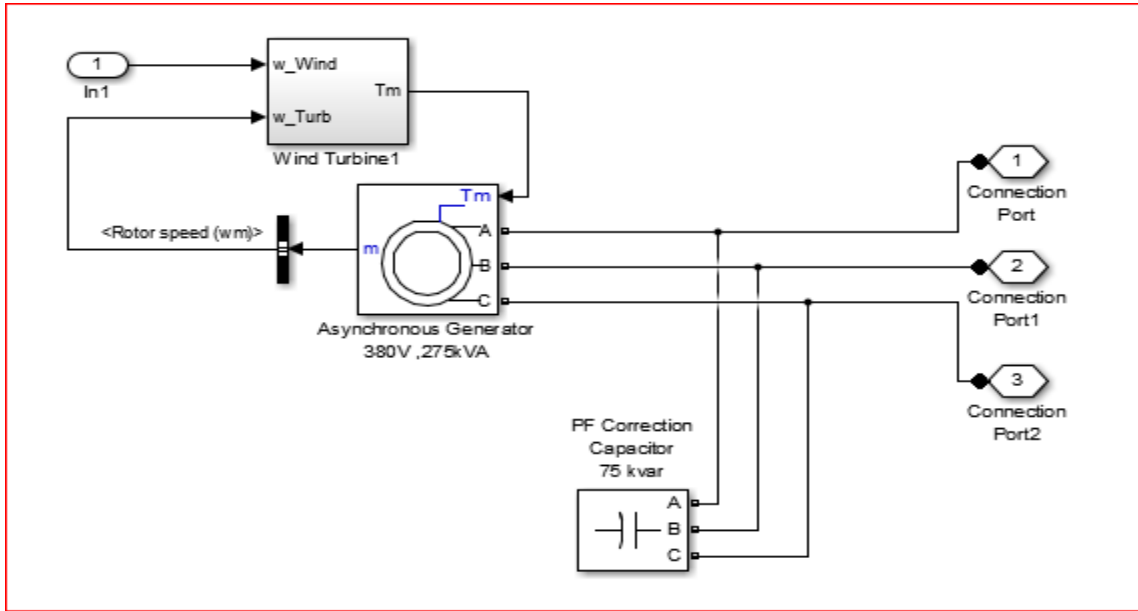 1
In1
w_Wind
w_Turb
Tm
Wind Turbine1
<Rotor speed (wm)>
m
Tm
A
B
C
Asynchronous Generator
380V ,275kVA
1
Connection
Port
2
Connection
Port1
3
Connection
Port2
PF Correction
Capacitor
75 kvar
A
B
C